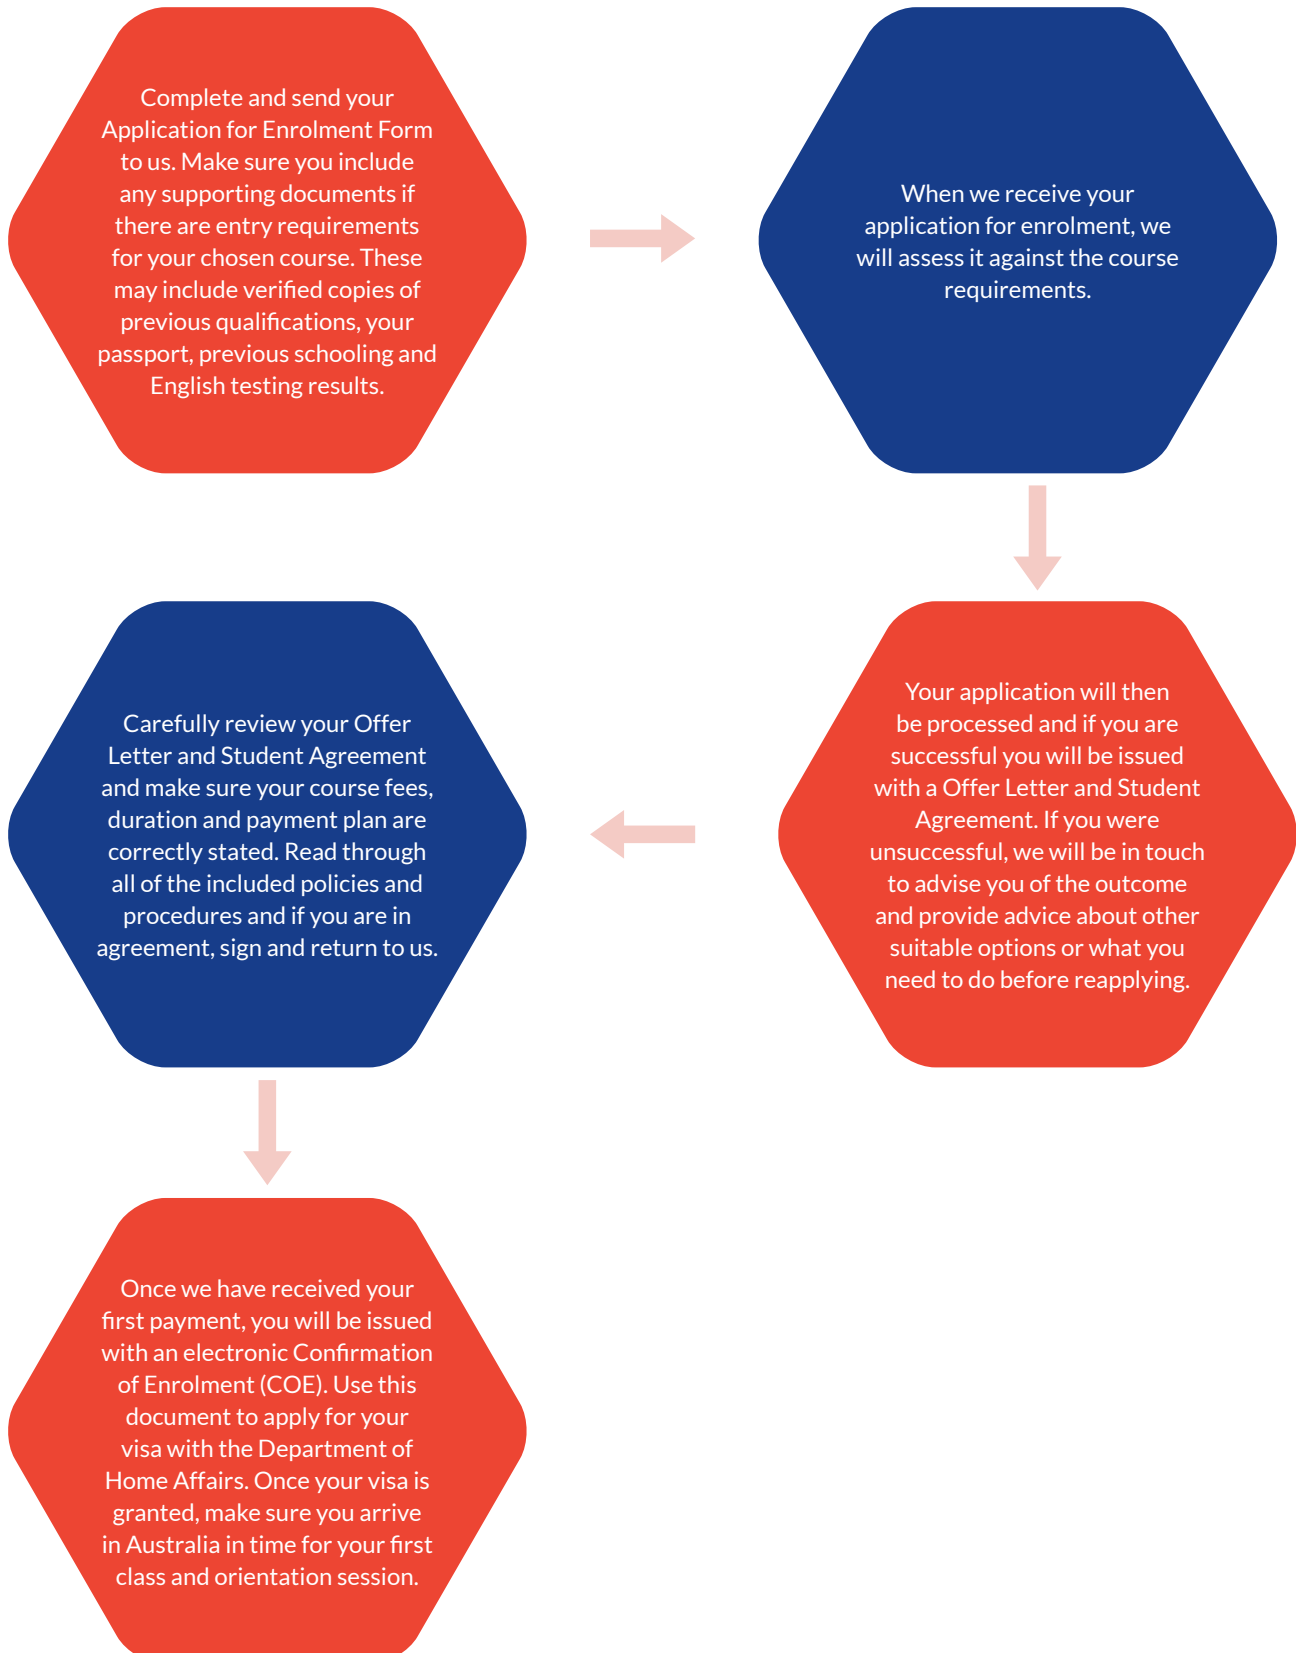 Complete and send your
Application for Enrolment Form
to us. Make sure you include
any supporting documents if
there are entry requirements
for your chosen course. These
may include verified copies of
previous qualifications, your
passport, previous schooling and
English testing results.
When we receive your
application for enrolment, we
will assess it against the course
requirements.
Your application will then
be processed and if you are
successful you will be issued
with a Offer Letter and Student
Agreement. If you were
unsuccessful, we will be in touch
to advise you of the outcome
and provide advice about other
suitable options or what you
need to do before reapplying.
Carefully review your Offer
Letter and Student Agreement
and make sure your course fees,
duration and payment plan are
correctly stated. Read through
all of the included policies and
procedures and if you are in
agreement, sign and return to us.
Once we have received your
first payment, you will be issued
with an electronic Confirmation
of Enrolment (COE). Use this
document to apply for your
visa with the Department of
Home Affairs. Once your visa is
granted, make sure you arrive
in Australia in time for your first
class and orientation session.